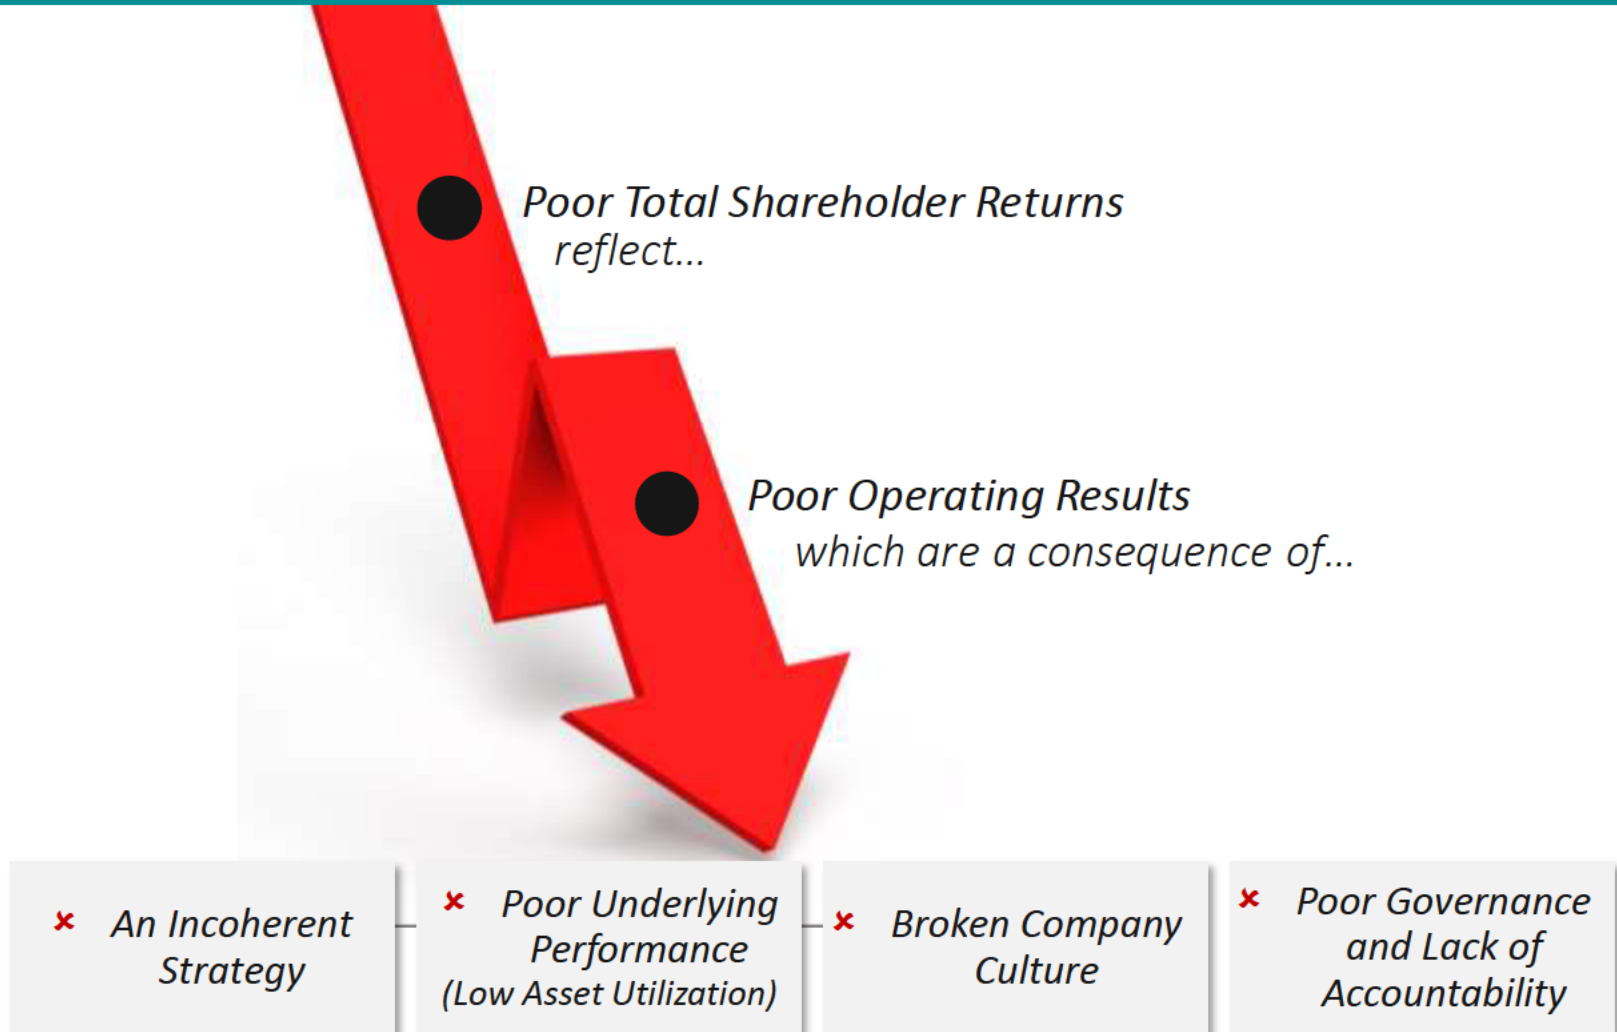 Poor Total Shareholder Returns
reflect...
Poor Operating Results
which are a consequence of...
✘ An Incoherent
Strategy
✘ Poor Underlying
Performance
(Low Asset Utilization)
✘ Broken Company
Culture
✘ Poor Governance
and Lack of
Accountability